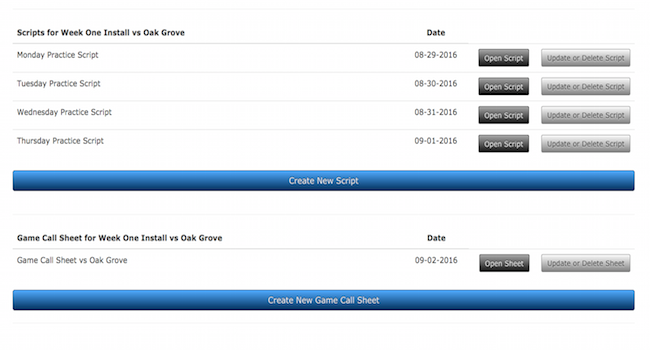 Scripts for Week One Install vs Oak Grove Date
Monday Practice Script 08-29-2016 Open Script Update or Delete Script
Tuesday Practice Script 08-30-2016 Open Script Update or Delete Script
Wednesday Practice Script 08-31-2016 Open Script Update or Delete Script
Thursday Practice Script 09-01-2016 Open Script Update or Delete Script
Create New Script
Game Call Sheet for Week One Install vs Oak Grove Date
Game Call Sheet vs Oak Grove 09-02-2016 Open Sheet Update or Delete Sheet
Create New Game Call Sheet